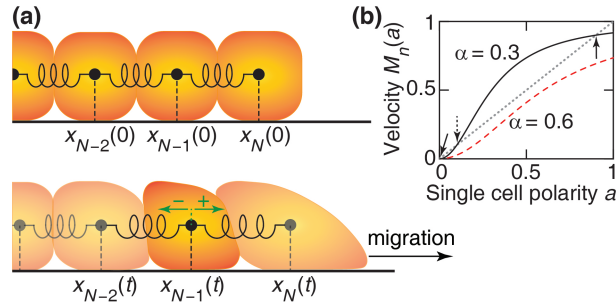 (a)
x_{N−2}(0) x_{N−1}(0) x_N(0)
− +
migration
x_{N−2}(t) x_{N−1}(t) x_N(t)
(b)
Velocity M_n(a)
1
0.5
0
α = 0.3
α = 0.6
0 0.5 1
Single cell polarity a